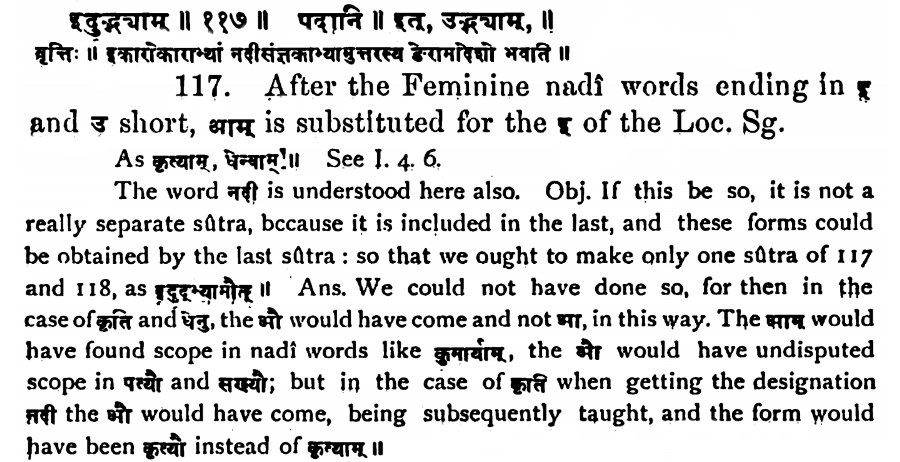 इदुद्भ्याम् ॥ ११७ ॥ पदानि ॥ इत्, उद्भ्याम्, ॥
वृत्तिः ॥ इकारोकाराभ्यां नदीसंज्ञकाभ्यामुत्तरस्य ङेरामादेशो भवति ॥
117. After the Feminine nadî words ending in इ
and उ short, आम् is substituted for the इ of the Loc. Sg.
As कृत्याम्, धेन्वाम्!॥ See I. 4. 6.
The word नदी is understood here also. Obj. If this be so, it is not a
really separate sûtra, bccause it is included in the last, and these forms could
be obtained by the last sûtra : so that we ought to make only one sûtra of 117
and 118, as इदुद्भ्यामौत् ॥ Ans. We could not have done so, for then in the
case of कृति and धेनु, the औ would have come and not आ, in this way. The आम् would
have found scope in nadî words like कुमार्याम्, the औ would have undisputed
scope in पत्यौ and सख्यौ; but in the case of कृति when getting the designation
नदी the औ would have come, being subsequently taught, and the form would
have been कृत्यौ instead of कृत्याम् ॥